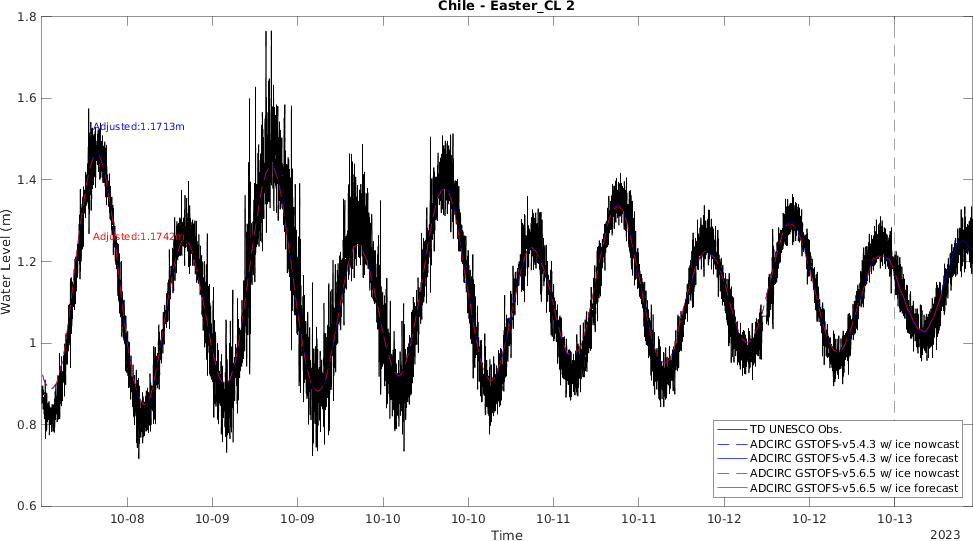 Chile - Easter_CL 2
Water Level (m)
1.8
1.6
1.4
1.2
1
0.8
0.6
Adjusted:1.1713m
Adjusted:1.1742m
TD UNESCO Obs.
ADCIRC GSTOFS-v5.4.3 w/ ice nowcast
ADCIRC GSTOFS-v5.4.3 w/ ice forecast
ADCIRC GSTOFS-v5.6.5 w/ ice nowcast
ADCIRC GSTOFS-v5.6.5 w/ ice forecast
10-08 10-09 10-09 10-10 10-10 10-11 10-11 10-12 10-12 10-13
Time
2023